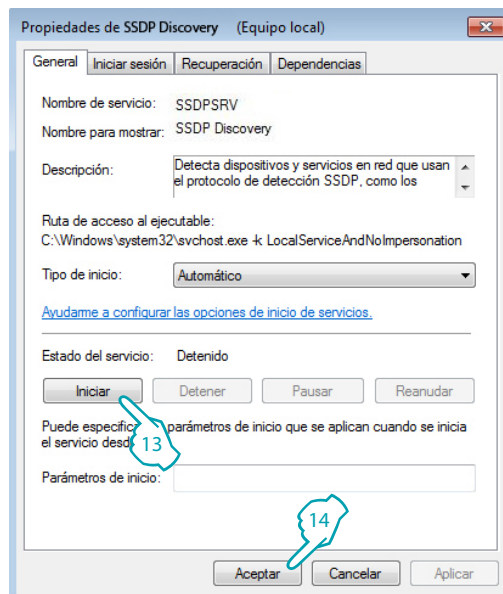 Propiedades de SSDP Discovery (Equipo local)
General Iniciar sesión Recuperación Dependencias
Nombre de servicio: SSDPSRV
Nombre para mostrar: SSDP Discovery
Descripción: Detecta dispositivos y servicios en red que usan
el protocolo de detección SSDP, como los
Ruta de acceso al ejecutable:
C:\Windows\system32\svchost.exe -k LocalServiceAndNoImpersonation
Tipo de inicio: Automático
Ayudarme a configurar las opciones de inicio de servicios.
Estado del servicio: Detenido
Iniciar Detener Pausar Reanudar
13
Puede especific parámetros de inicio que se aplican cuando se inicia
el servicio desd
Parámetros de inicio:
14
Aceptar Cancelar Aplicar